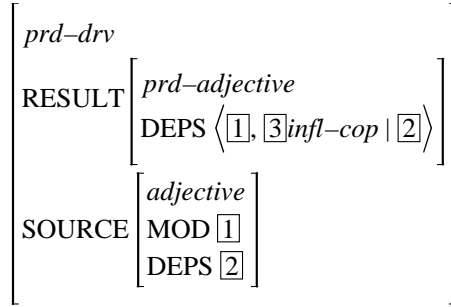 prd–drv
RESULT prd–adjective
DEPS ⟨[1], [3]infl–cop | [2]⟩
SOURCE adjective
MOD [1]
DEPS [2]